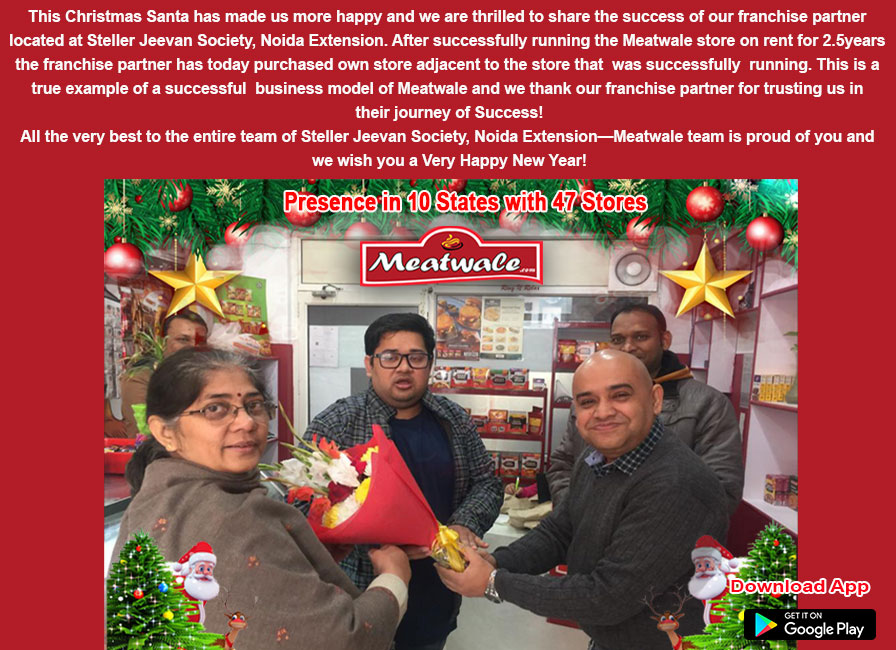 This Christmas Santa has made us more happy and we are thrilled to share the success of our franchise partner
located at Steller Jeevan Society, Noida Extension. After successfully running the Meatwale store on rent for 2.5years
the franchise partner has today purchased own store adjacent to the store that was successfully running. This is a
true example of a successful business model of Meatwale and we thank our franchise partner for trusting us in
their journey of Success!
All the very best to the entire team of Steller Jeevan Society, Noida Extension—Meatwale team is proud of you and
we wish you a Very Happy New Year!
Presence in 10 States with 47 Stores
Meatwale.com
Download App
GET IT ON
Google Play